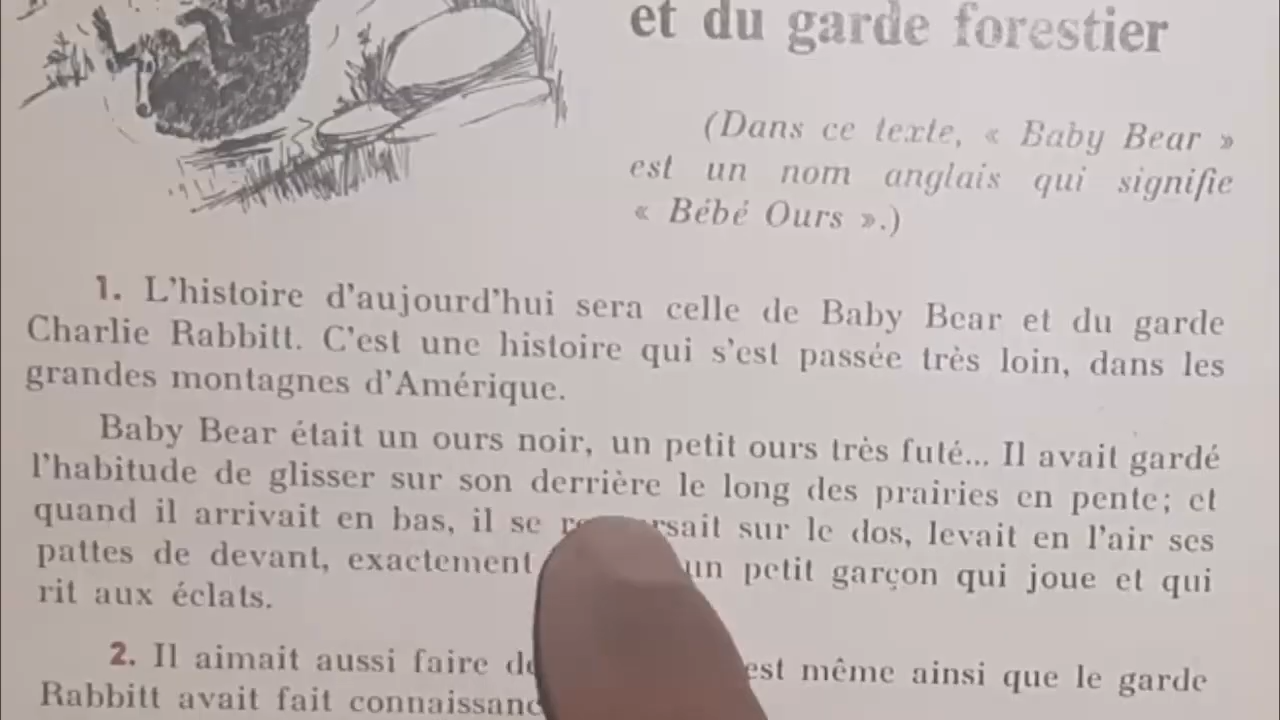 et du garde forestier
(Dans ce texte, « Baby Bear »
est un nom anglais qui signifie
« Bébé Ours ».)
1. L'histoire d'aujourd'hui sera celle de Baby Bear et du garde
Charlie Rabbitt. C'est une histoire qui s'est passée très loin, dans les
grandes montagnes d'Amérique.
Baby Bear était un ours noir, un petit ours très futé... Il avait gardé
l'habitude de glisser sur son derrière le long des prairies en pente; et
quand il arrivait en bas, il se sur le dos, levait en l'air ses
pattes de devant, exactement un petit garçon qui joue et qui
rit aux éclats.
2. Il aimait aussi faire est même ainsi que le garde
Rabbitt avait fait